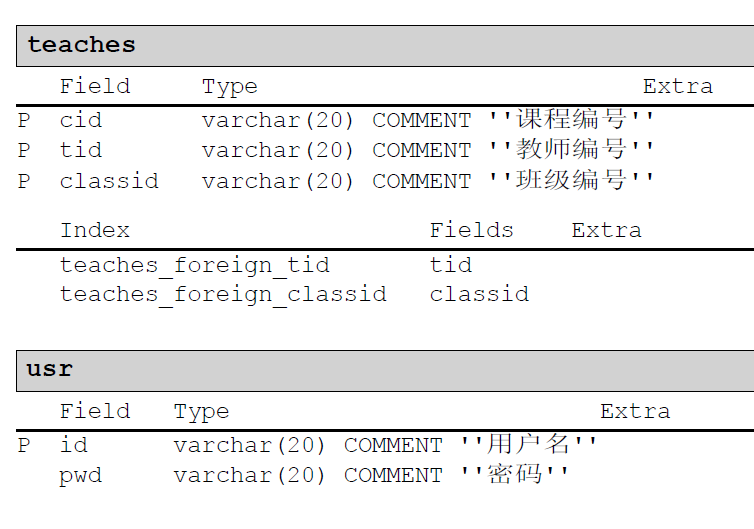 teaches
Field Type Extra
P cid varchar(20) COMMENT ''课程编号''
P tid varchar(20) COMMENT ''教师编号''
P classid varchar(20) COMMENT ''班级编号''
Index Fields Extra
teaches_foreign_tid tid
teaches_foreign_classid classid
usr
Field Type Extra
P id varchar(20) COMMENT ''用户名''
pwd varchar(20) COMMENT ''密码''